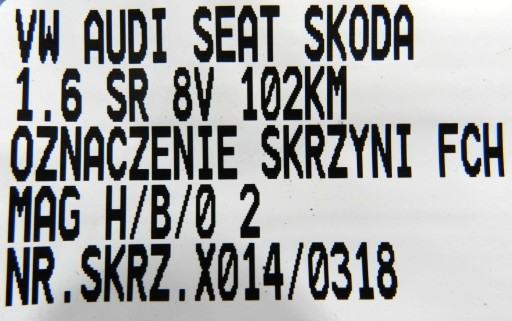 VW AUDI SEAT SKODA
1.6 SR 8V 102KM
OZNACZENIE SKRZYNI FCH
MAG H/B/0 2
NR.SKRZ.X014/0318